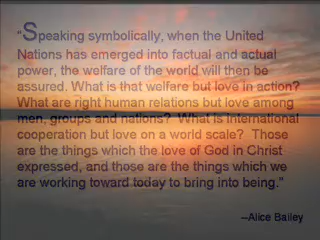 "Speaking symbolically, when the United
Nations has emerged into factual and actual
power, the welfare of the world will then be
assured. What is that welfare but love in action?
What are right human relations but love among
men, groups and nations?  What is international
cooperation but love on a world scale?  Those
are the things which the love of God in Christ
expressed, and those are the things which we
are working toward today to bring into being."
--Alice Bailey